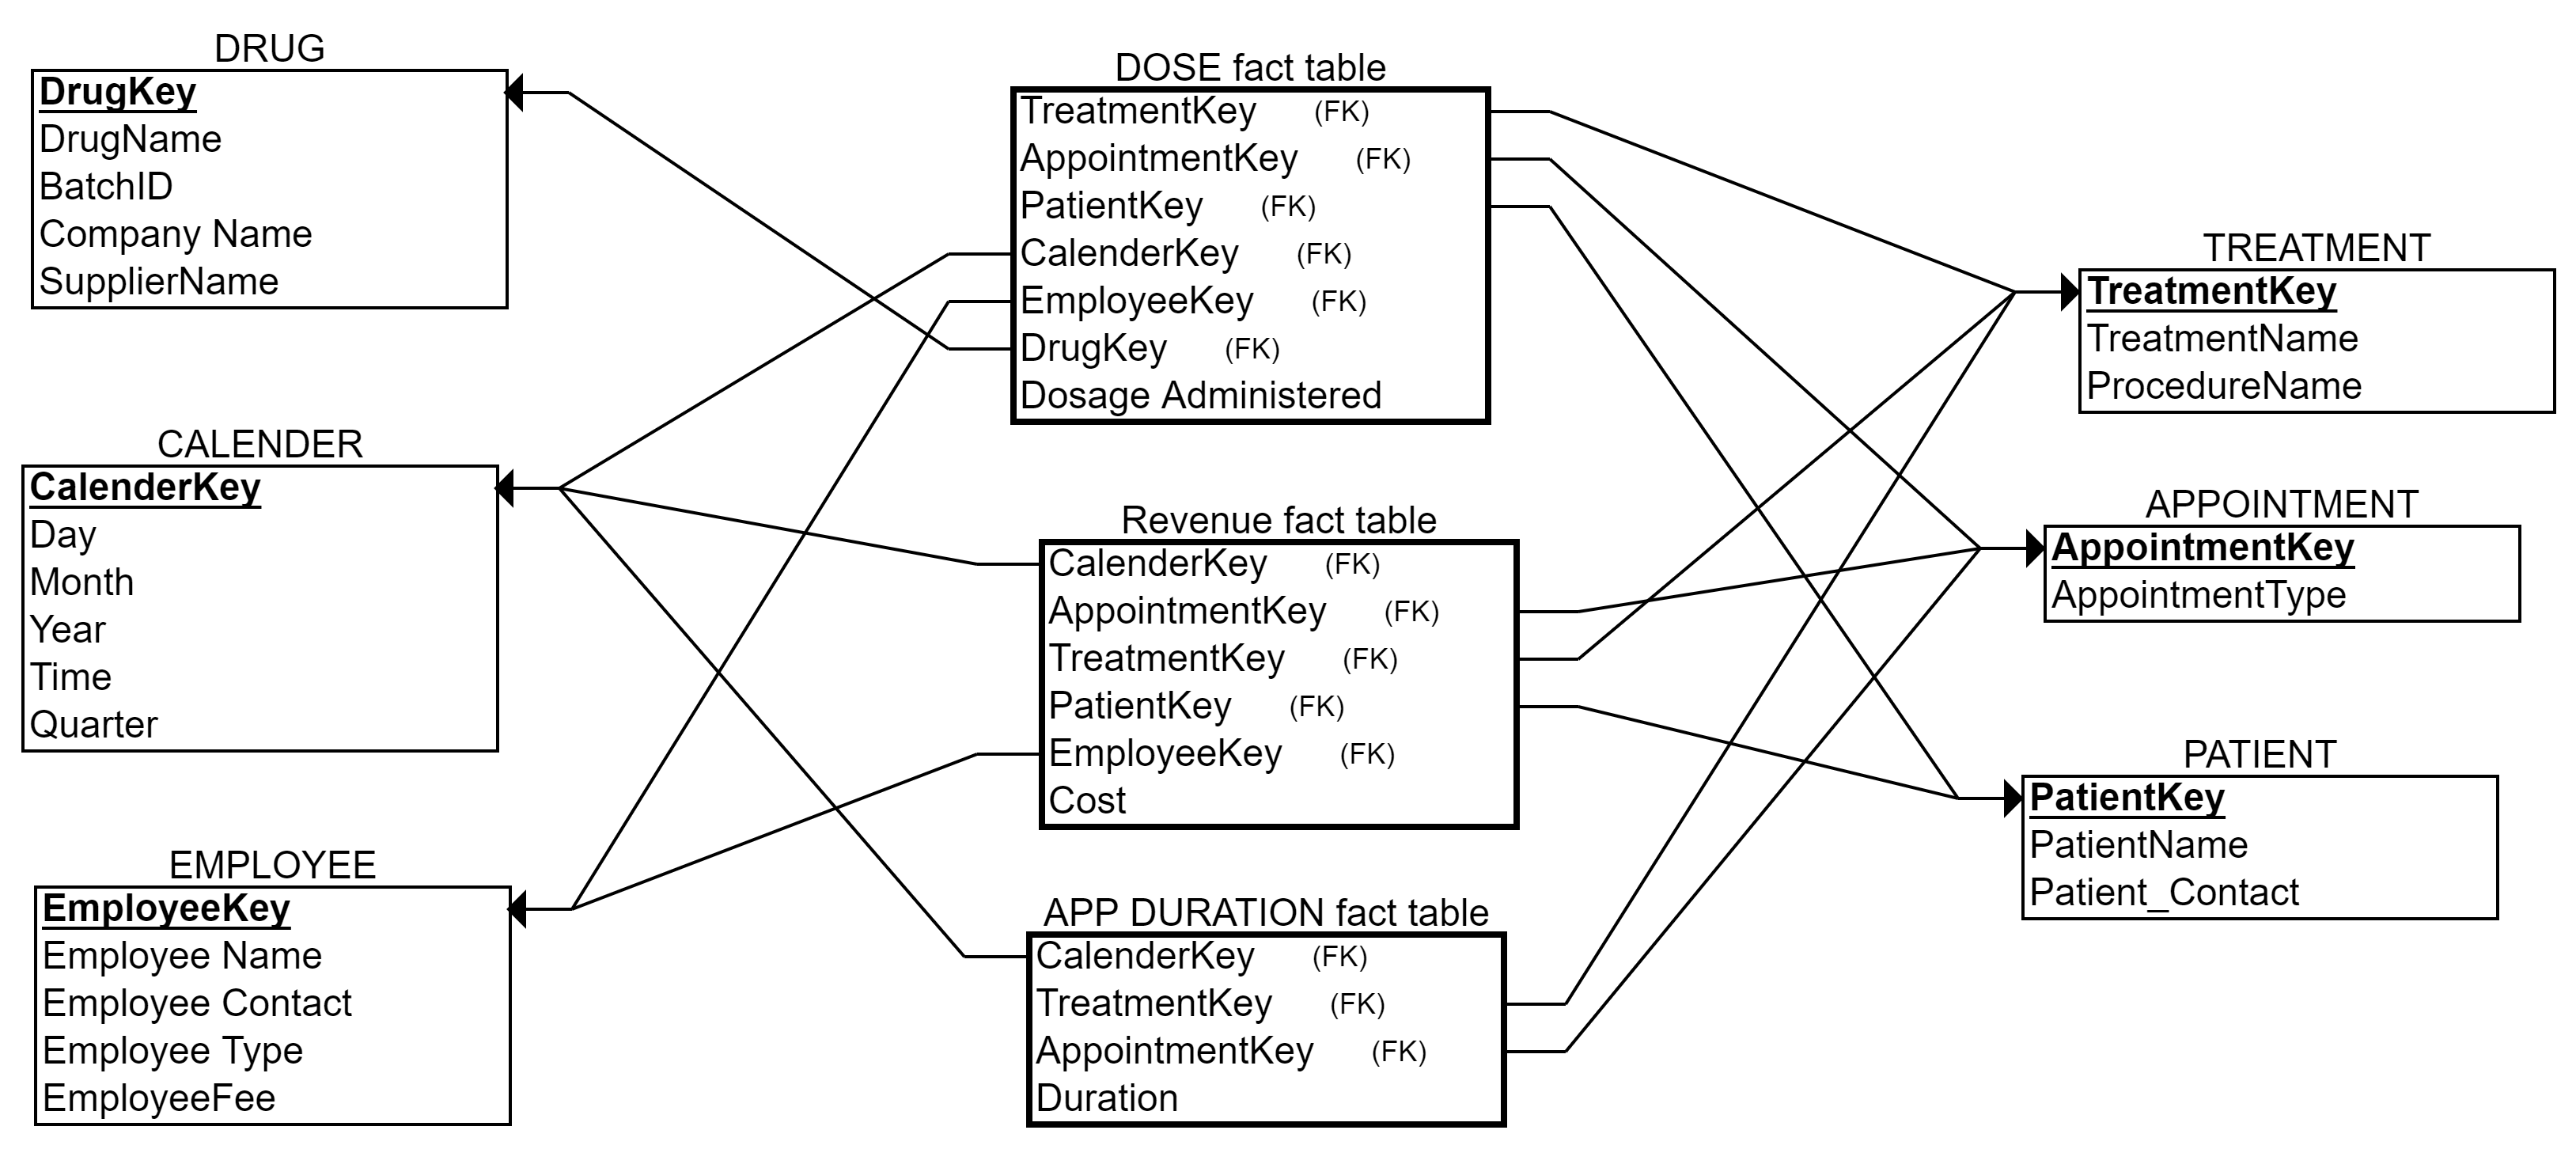 DRUG
DrugKey
DrugName
BatchID
Company Name
SupplierName
CALENDER
CalenderKey
Day
Month
Year
Time
Quarter
EMPLOYEE
EmployeeKey
Employee Name
Employee Contact
Employee Type
EmployeeFee
DOSE fact table
TreatmentKey (FK)
AppointmentKey (FK)
PatientKey (FK)
CalenderKey (FK)
EmployeeKey (FK)
DrugKey (FK)
Dosage Administered
Revenue fact table
CalenderKey (FK)
AppointmentKey (FK)
TreatmentKey (FK)
PatientKey (FK)
EmployeeKey (FK)
Cost
APP DURATION fact table
CalenderKey (FK)
TreatmentKey (FK)
AppointmentKey (FK)
Duration
TREATMENT
TreatmentKey
TreatmentName
ProcedureName
APPOINTMENT
AppointmentKey
AppointmentType
PATIENT
PatientKey
PatientName
Patient_Contact